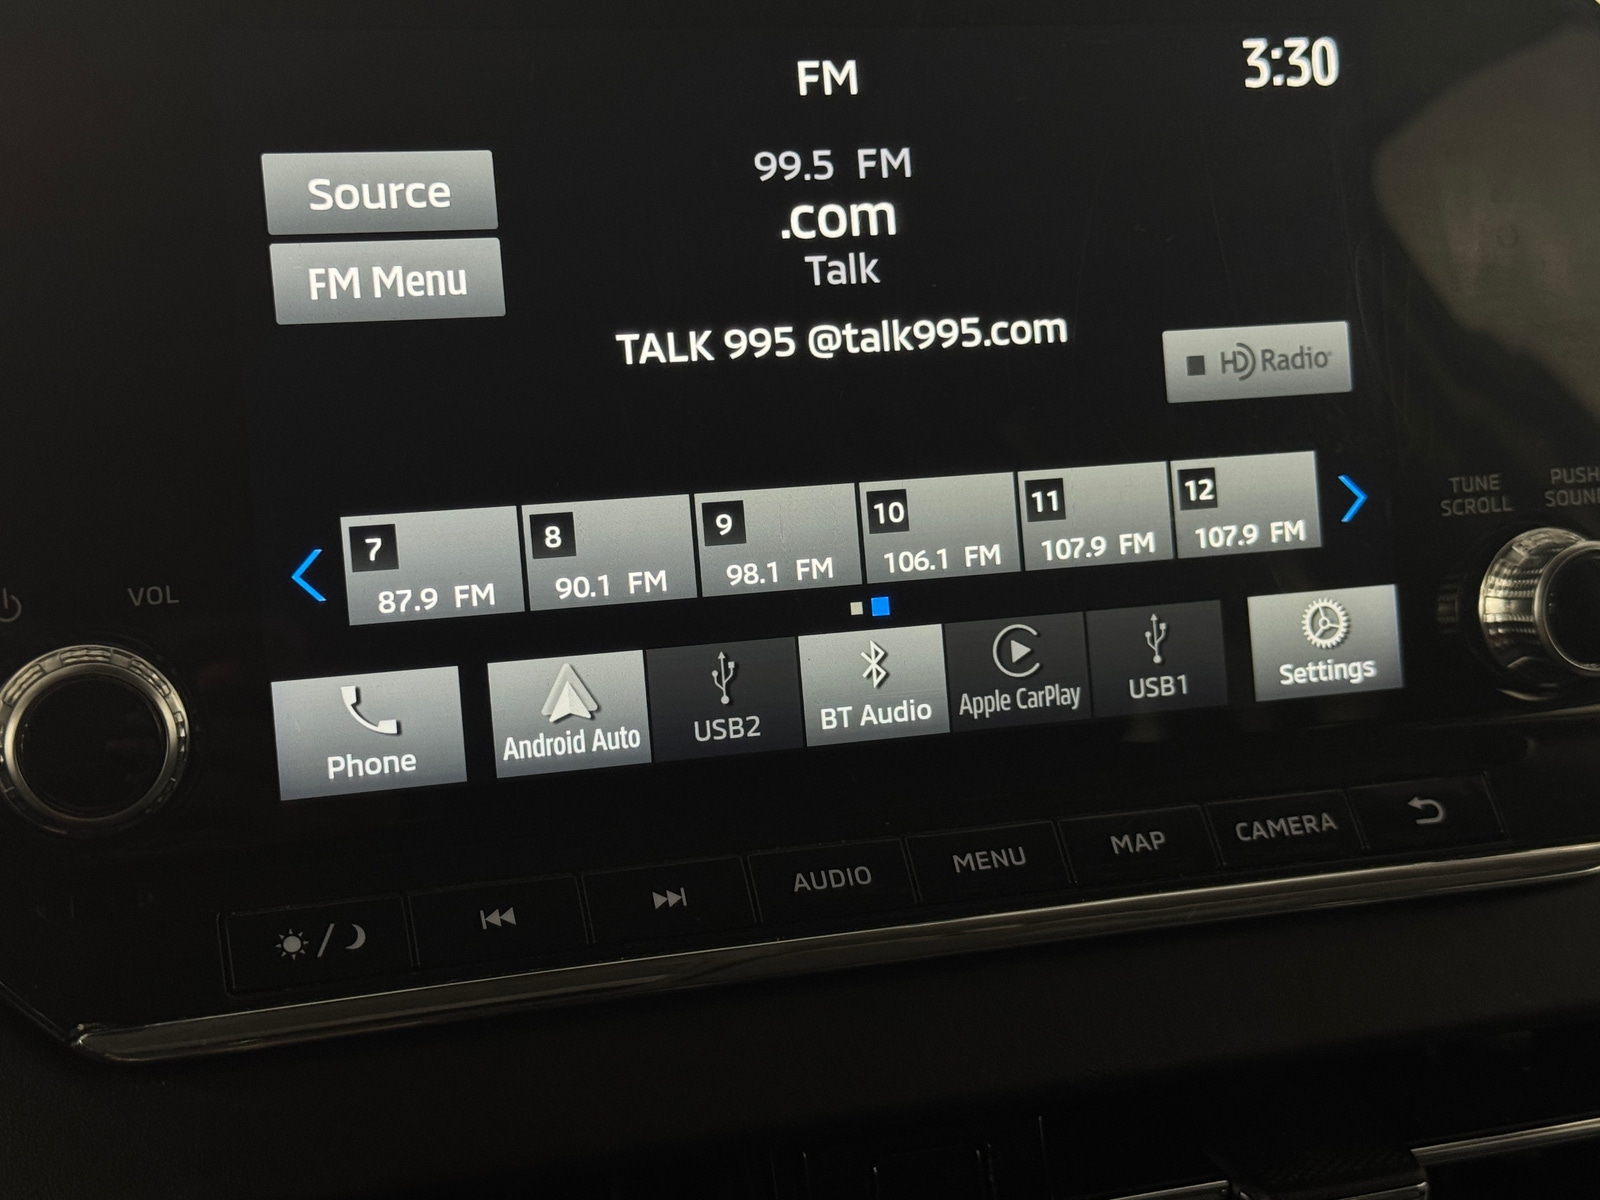 FM
3:30
99.5 FM
.com
Talk
TALK 995 @talk995.com
Source
FM Menu
HD Radio
7
87.9 FM
8
90.1 FM
9
98.1 FM
10
106.1 FM
11
107.9 FM
12
107.9 FM
VOL
TUNE
SCROLL
PUSH
SOUN
Phone
Android Auto
USB2
BT Audio
Apple CarPlay
USB1
Settings
AUDIO
MENU
MAP
CAMERA